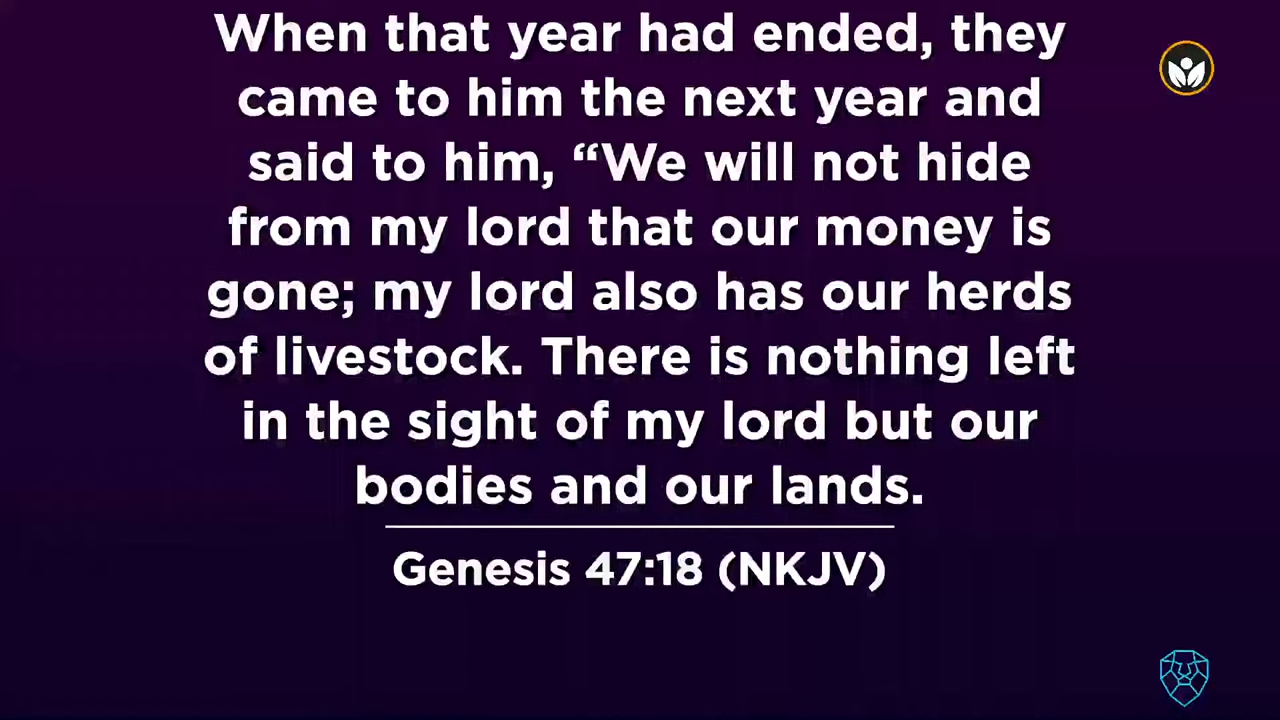 When that year had ended, they
came to him the next year and
said to him, “We will not hide
from my lord that our money is
gone; my lord also has our herds
of livestock. There is nothing left
in the sight of my lord but our
bodies and our lands.
Genesis 47:18 (NKJV)